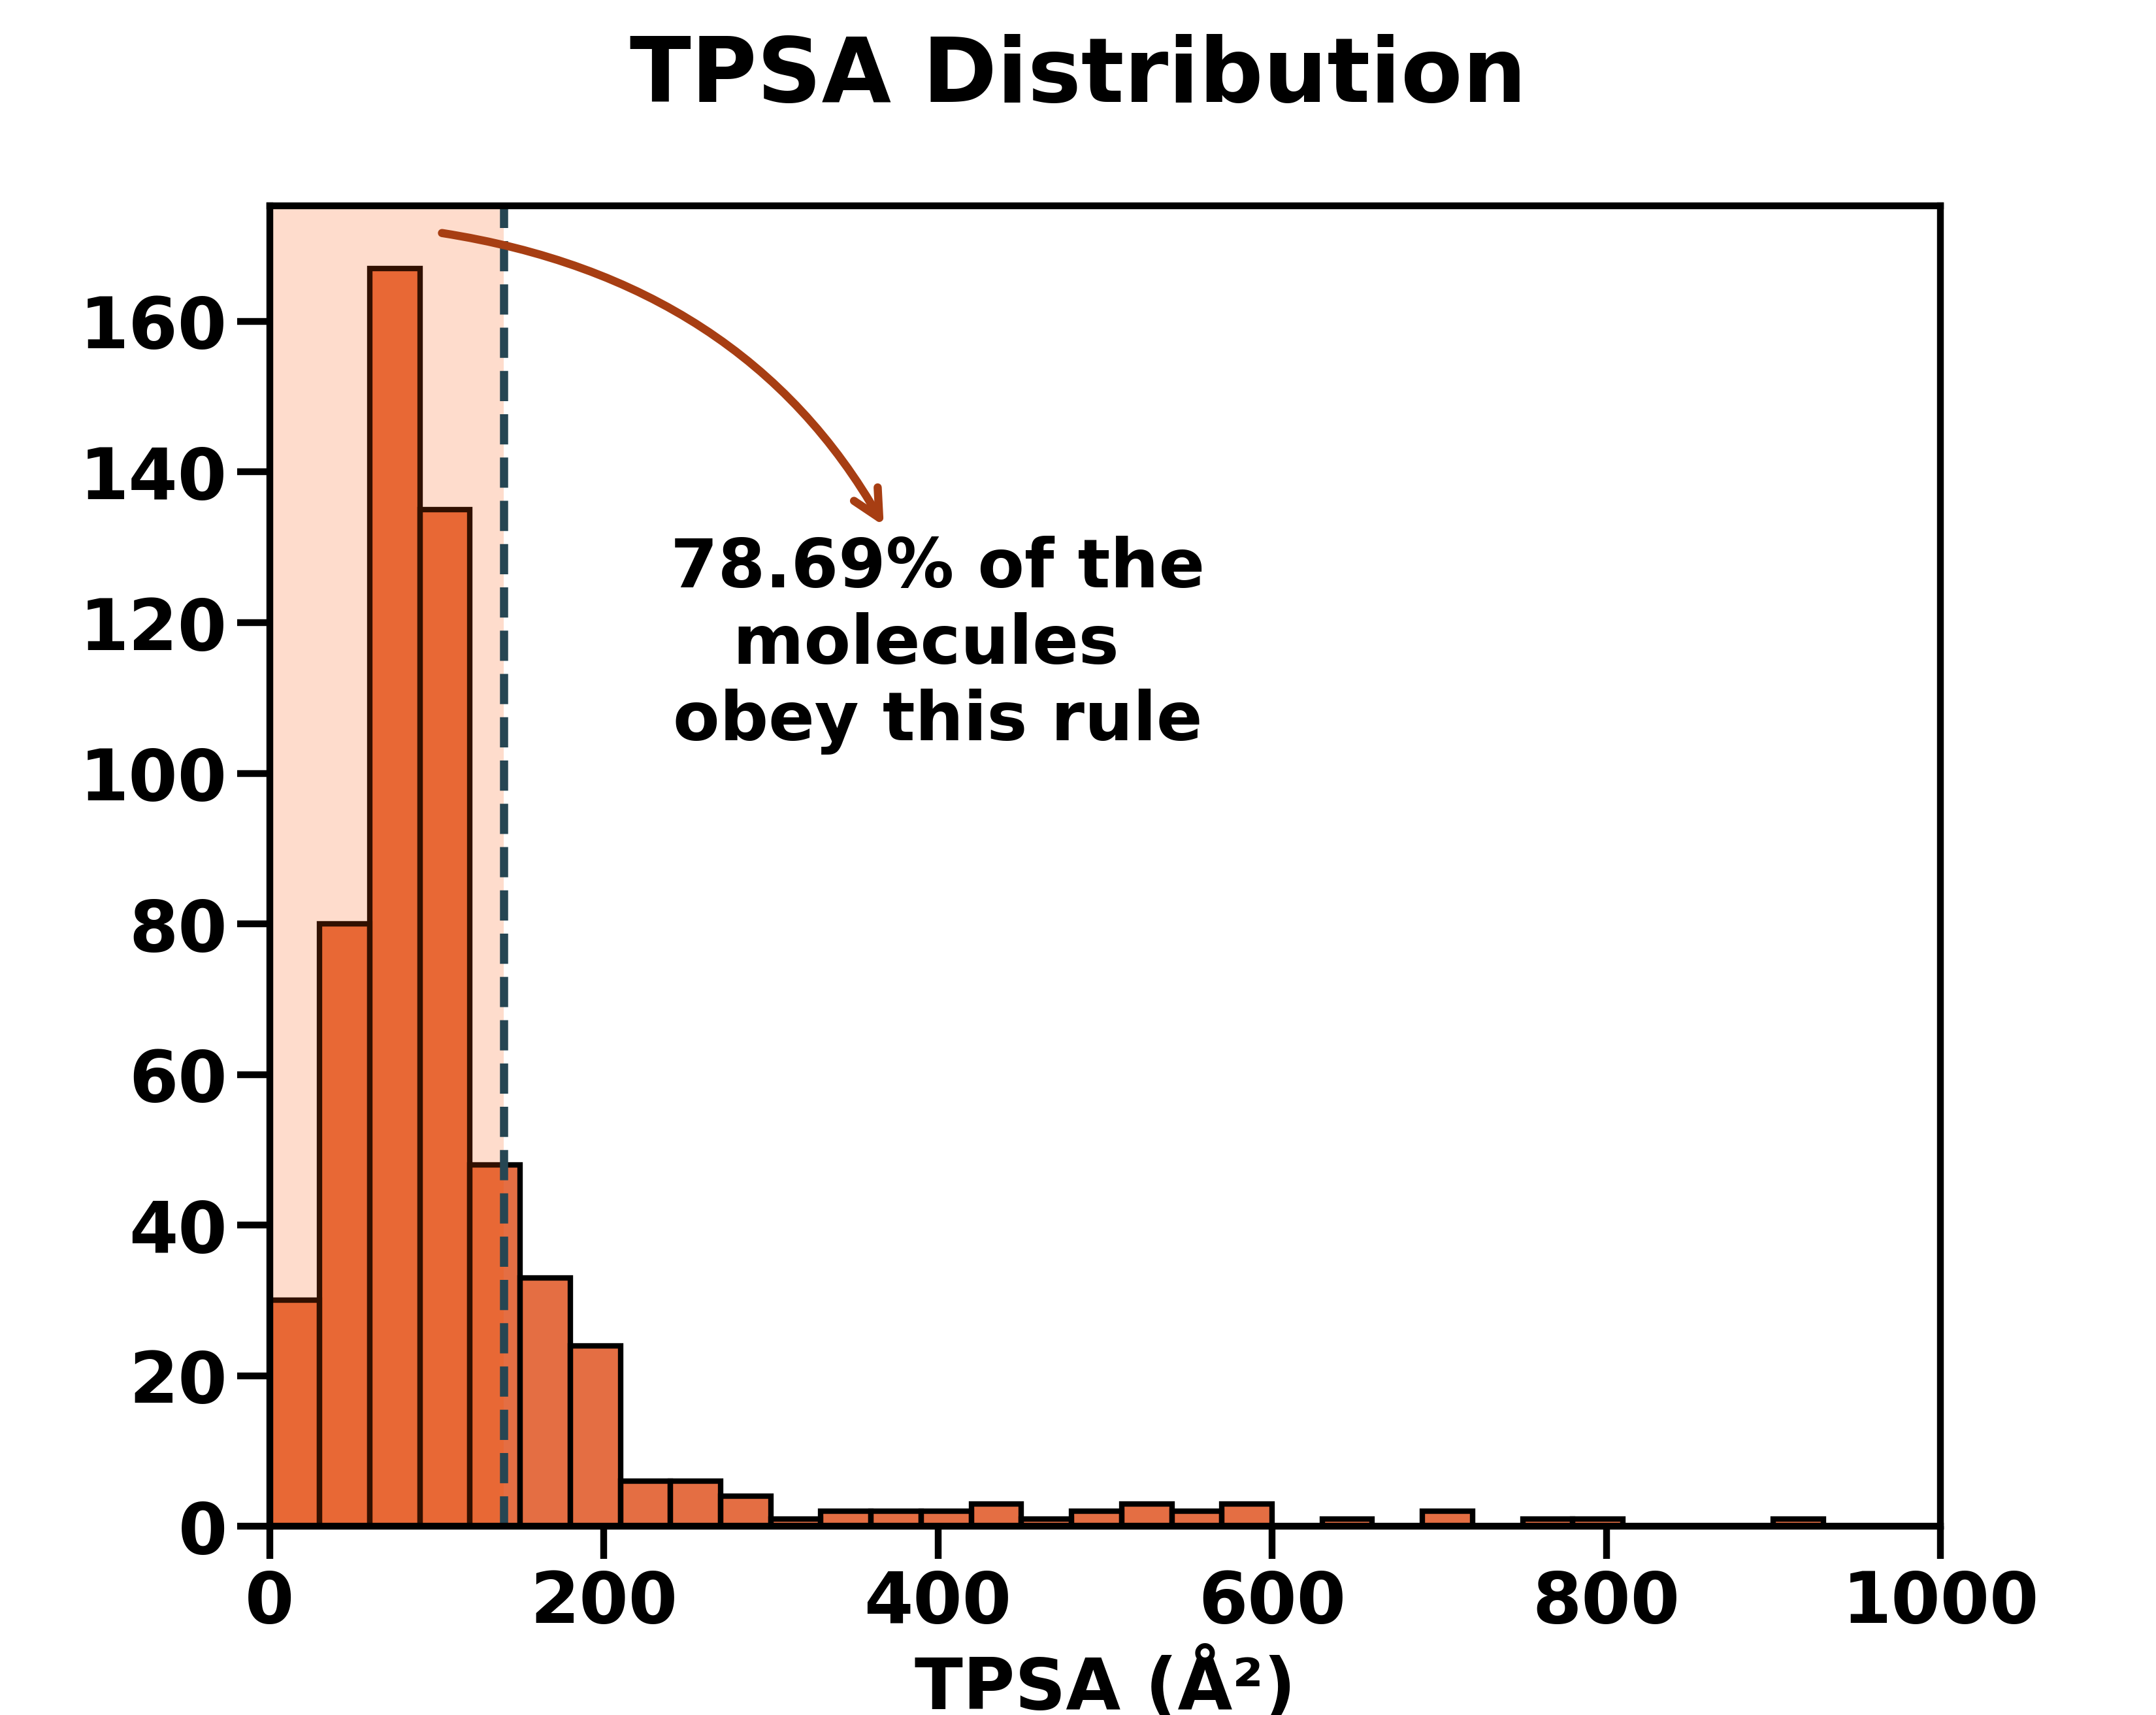 TPSA Distribution
160
140
120
100
80
60
40
20
0
78.69% of the
molecules
obey this rule
0 200 400 600 800 1000
TPSA (Å²)